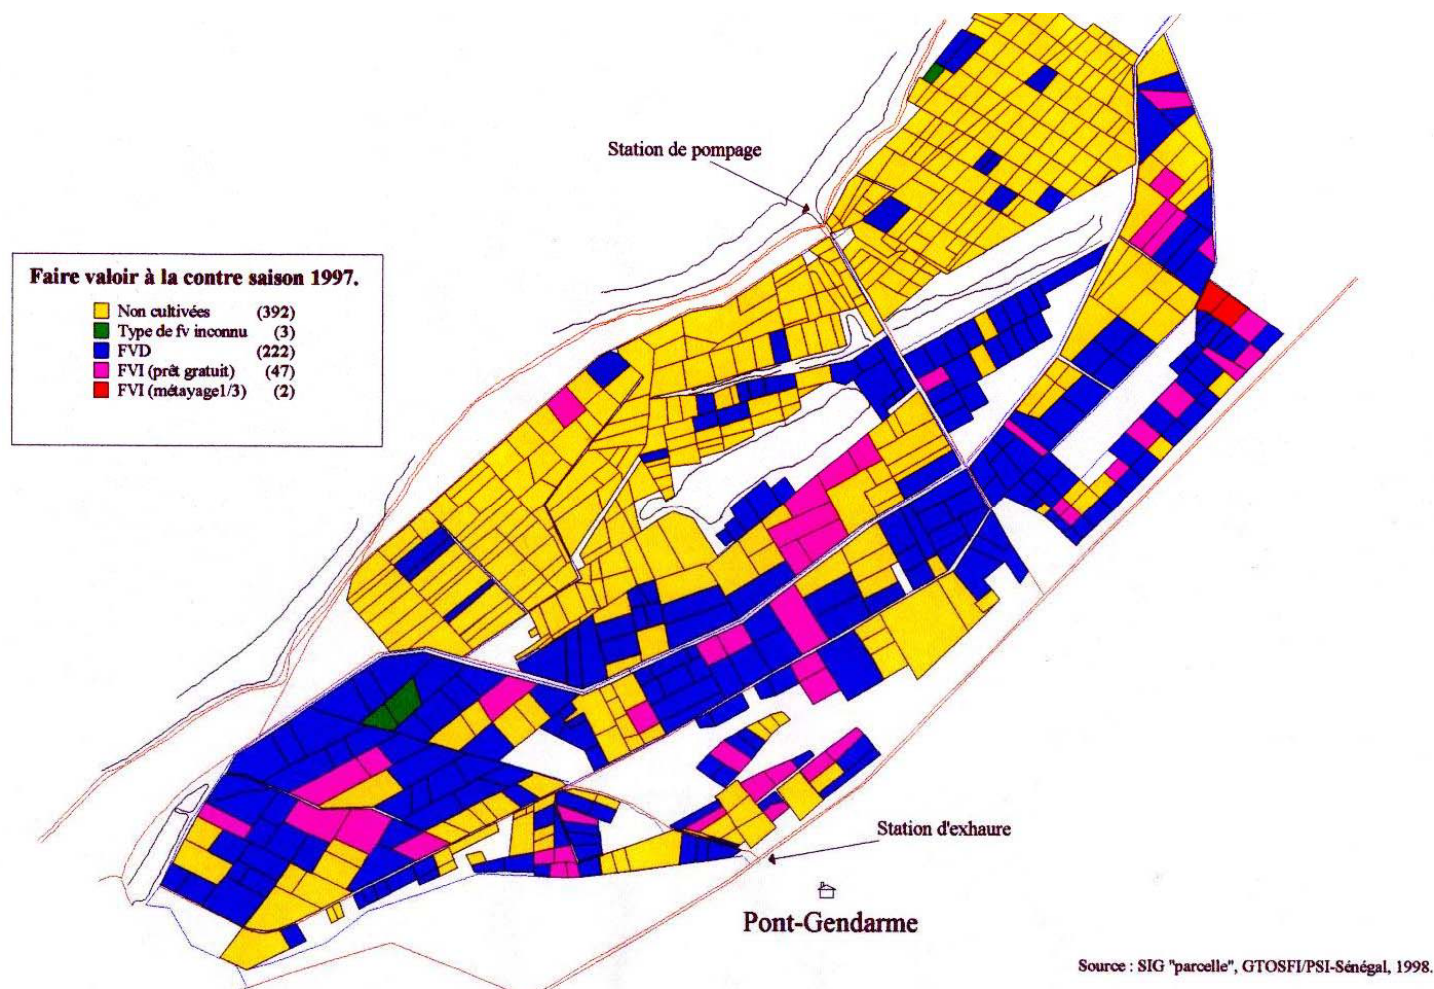 Station de pompage
Faire valoir à la contre saison 1997.
Non cultivées (392)
Type de fv inconnu (3)
FVD (222)
FVI (prêt gratuit) (47)
FVI (métayage1/3) (2)
Station d'exhaure
Pont-Gendarme
Source : SIG "parcelle", GTOSFI/PSI-Sénégal, 1998.